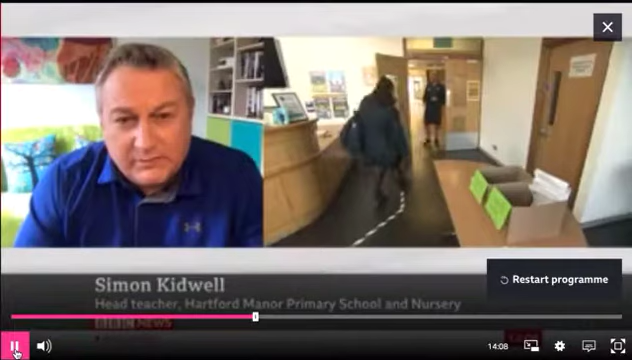 Simon Kidwell
Head teacher, Hartford Manor Primary School and Nursery
BBC NEWS
Restart programme
14:08